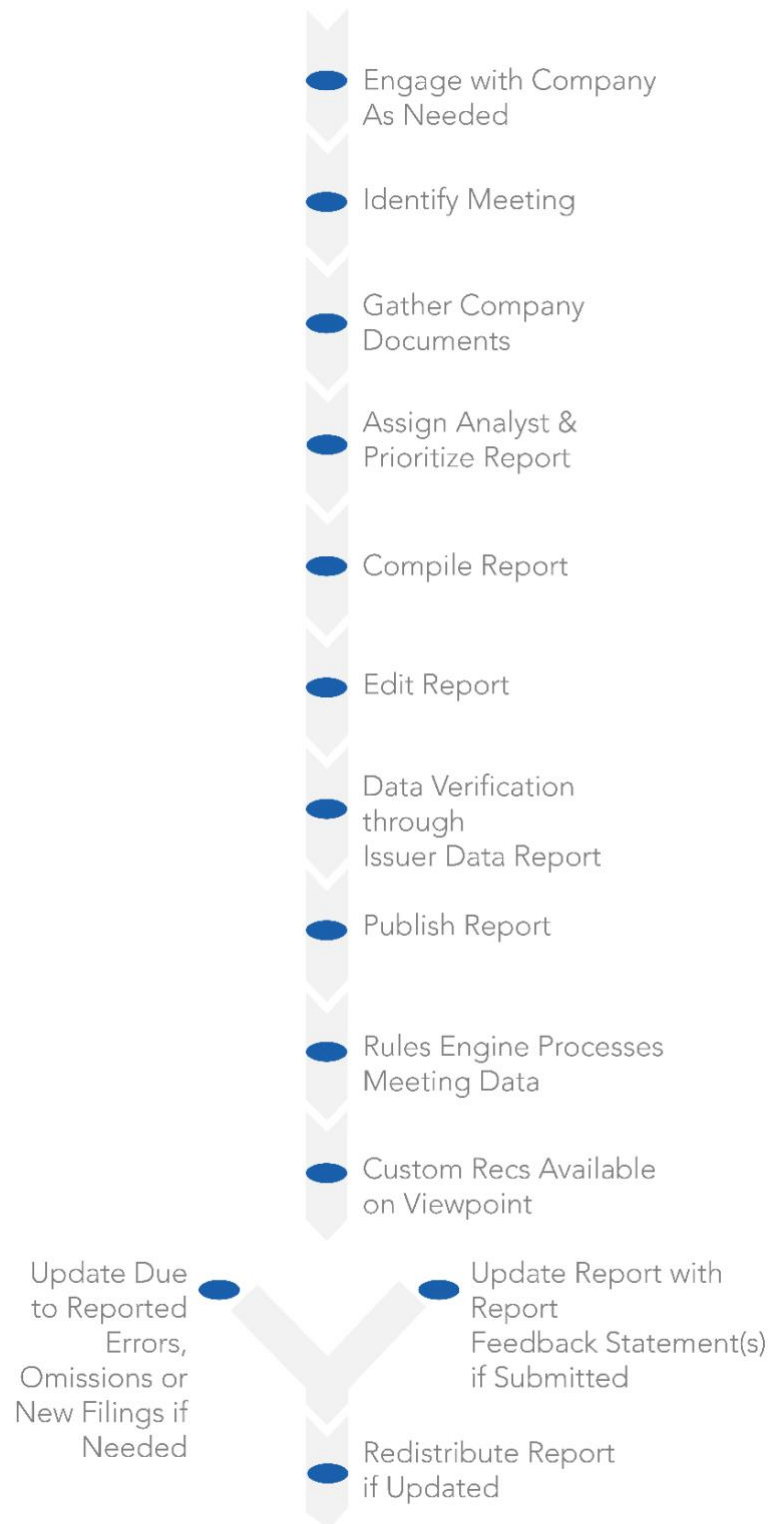 Engage with Company
As Needed
Identify Meeting
Gather Company
Documents
Assign Analyst &
Prioritize Report
Compile Report
Edit Report
Data Verification
through
Issuer Data Report
Publish Report
Rules Engine Processes
Meeting Data
Custom Recs Available
on Viewpoint
Update Due
to Reported
Errors,
Omissions or
New Filings if
Needed
Update Report with
Report
Feedback Statement(s)
if Submitted
Redistribute Report
if Updated